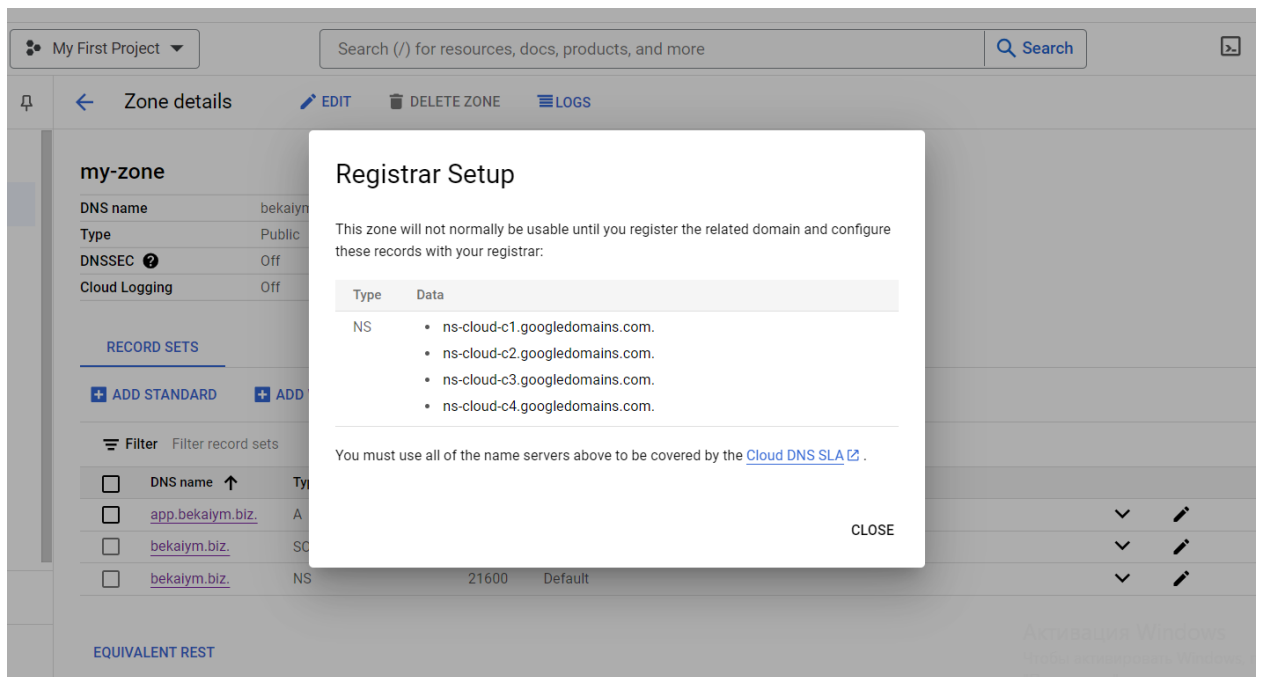 My First Project
Search (/) for resources, docs, products, and more
Search
Zone details
EDIT
DELETE ZONE
LOGS
my-zone
DNS name bekaiym
Type Public
DNSSEC Off
Cloud Logging Off
Registrar Setup
This zone will not normally be usable until you register the related domain and configure
these records with your registrar:
Type Data
NS
• ns-cloud-c1.googledomains.com.
• ns-cloud-c2.googledomains.com.
• ns-cloud-c3.googledomains.com.
• ns-cloud-c4.googledomains.com.
You must use all of the name servers above to be covered by the Cloud DNS SLA .
CLOSE
RECORD SETS
ADD STANDARD
ADD
Filter Filter record sets
DNS name
app.bekaiym.biz. A
bekaiym.biz.
bekaiym.biz. NS 21600 Default
EQUIVALENT REST
Активация Windows